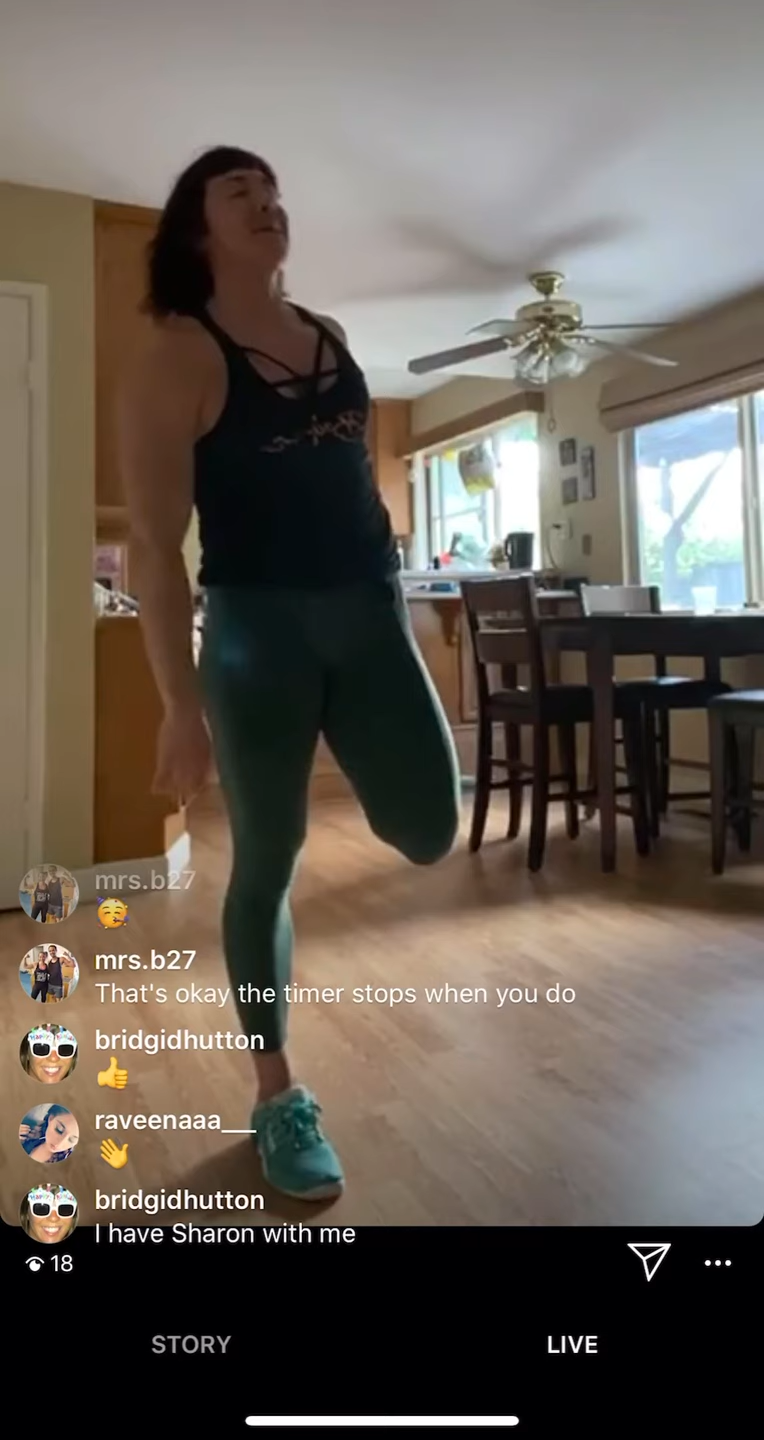 mrs.b27
🥳
mrs.b27
That's okay the timer stops when you do
bridgidhutton
👍
raveenaaa__
👋
bridgidhutton
I have Sharon with me
18
STORY
LIVE